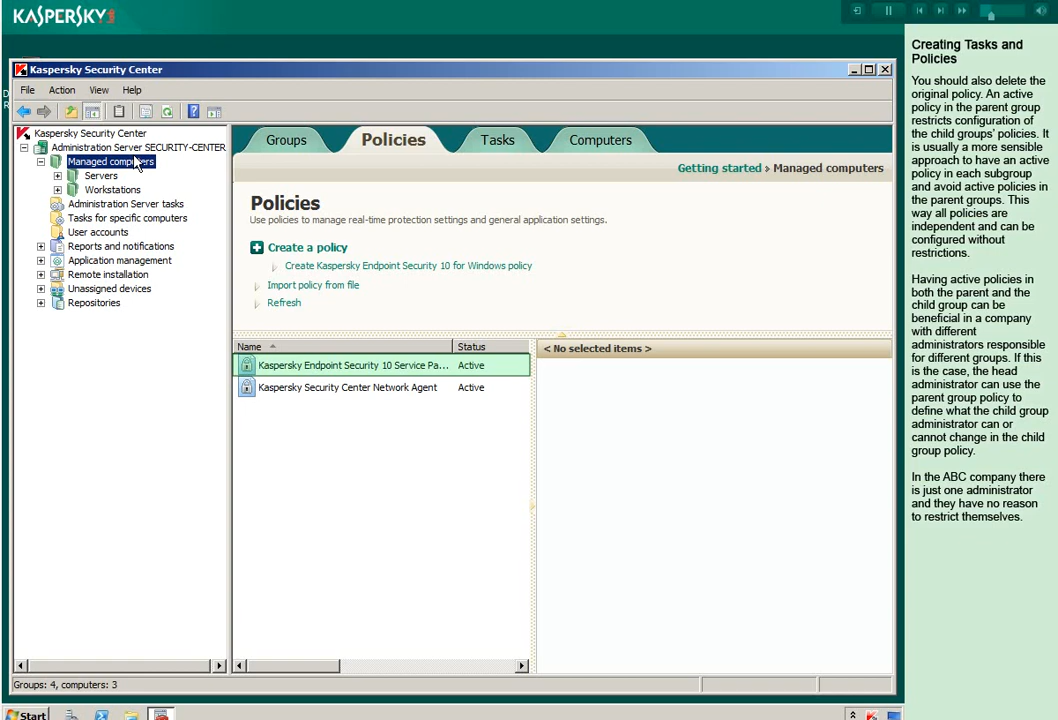 KASPERSKY
Kaspersky Security Center
File Action View Help
Kaspersky Security Center
Administration Server SECURITY-CENTER
Managed computers
Servers
Workstations
Administration Server tasks
Tasks for specific computers
User accounts
Reports and notifications
Application management
Remote installation
Unassigned devices
Repositories
Groups Policies Tasks Computers
Getting started > Managed computers
Policies
Use policies to manage real-time protection settings and general application settings.
Create a policy
Create Kaspersky Endpoint Security 10 for Windows policy
Import policy from file
Refresh
Name Status
Kaspersky Endpoint Security 10 Service Pa... Active
Kaspersky Security Center Network Agent Active
< No selected items >
Groups: 4, computers: 3
Start
Creating Tasks and
Policies
You should also delete the
original policy. An active
policy in the parent group
restricts configuration of
the child groups' policies. It
is usually a more sensible
approach to have an active
policy in each subgroup
and avoid active policies in
the parent groups. This
way all policies are
independent and can be
configured without
restrictions.
Having active policies in
both the parent and the
child group can be
beneficial in a company
with different
administrators responsible
for different groups. If this
is the case, the head
administrator can use the
parent group policy to
define what the child group
administrator can or
cannot change in the child
group policy.
In the ABC company there
is just one administrator
and they have no reason
to restrict themselves.